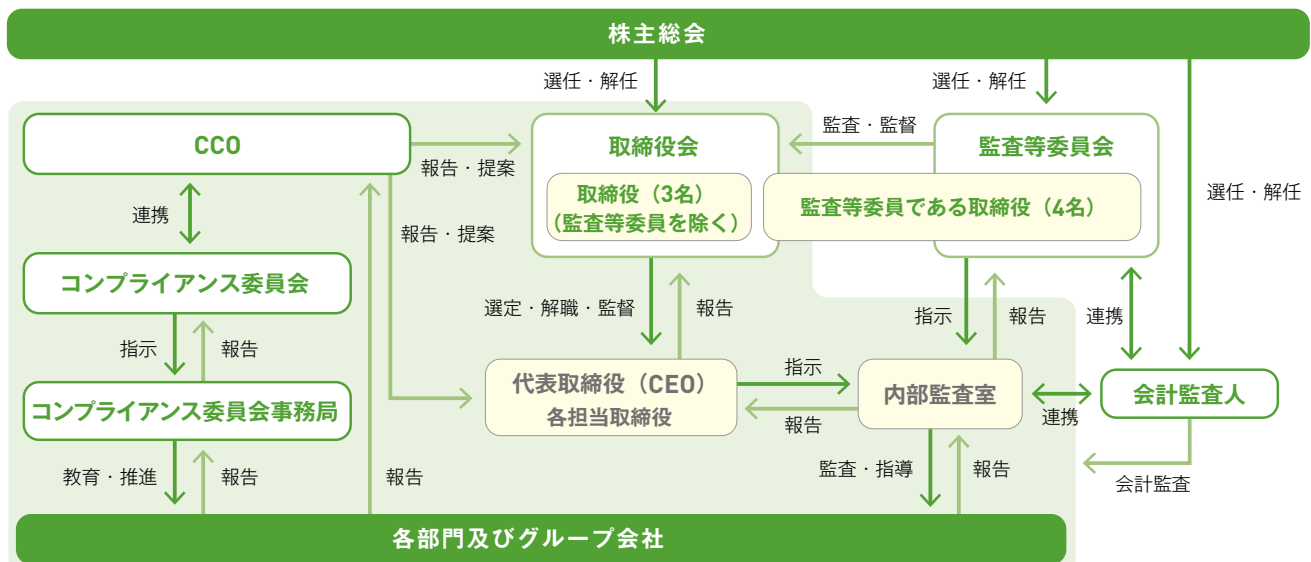 株主総会
選任・解任
選任・解任
CCO
報告・提案
取締役会
監査・監督
監査等委員会
取締役（3名）
（監査等委員を除く）
監査等委員である取締役（4名）
選任・解任
連携
報告・提案
コンプライアンス委員会
選定・解職・監督
報告
指示
報告
連携
指示
報告
代表取締役（CEO）
各担当取締役
指示
報告
内部監査室
連携
会計監査人
コンプライアンス委員会事務局
教育・推進
報告
報告
監査・指導
報告
会計監査
各部門及びグループ会社